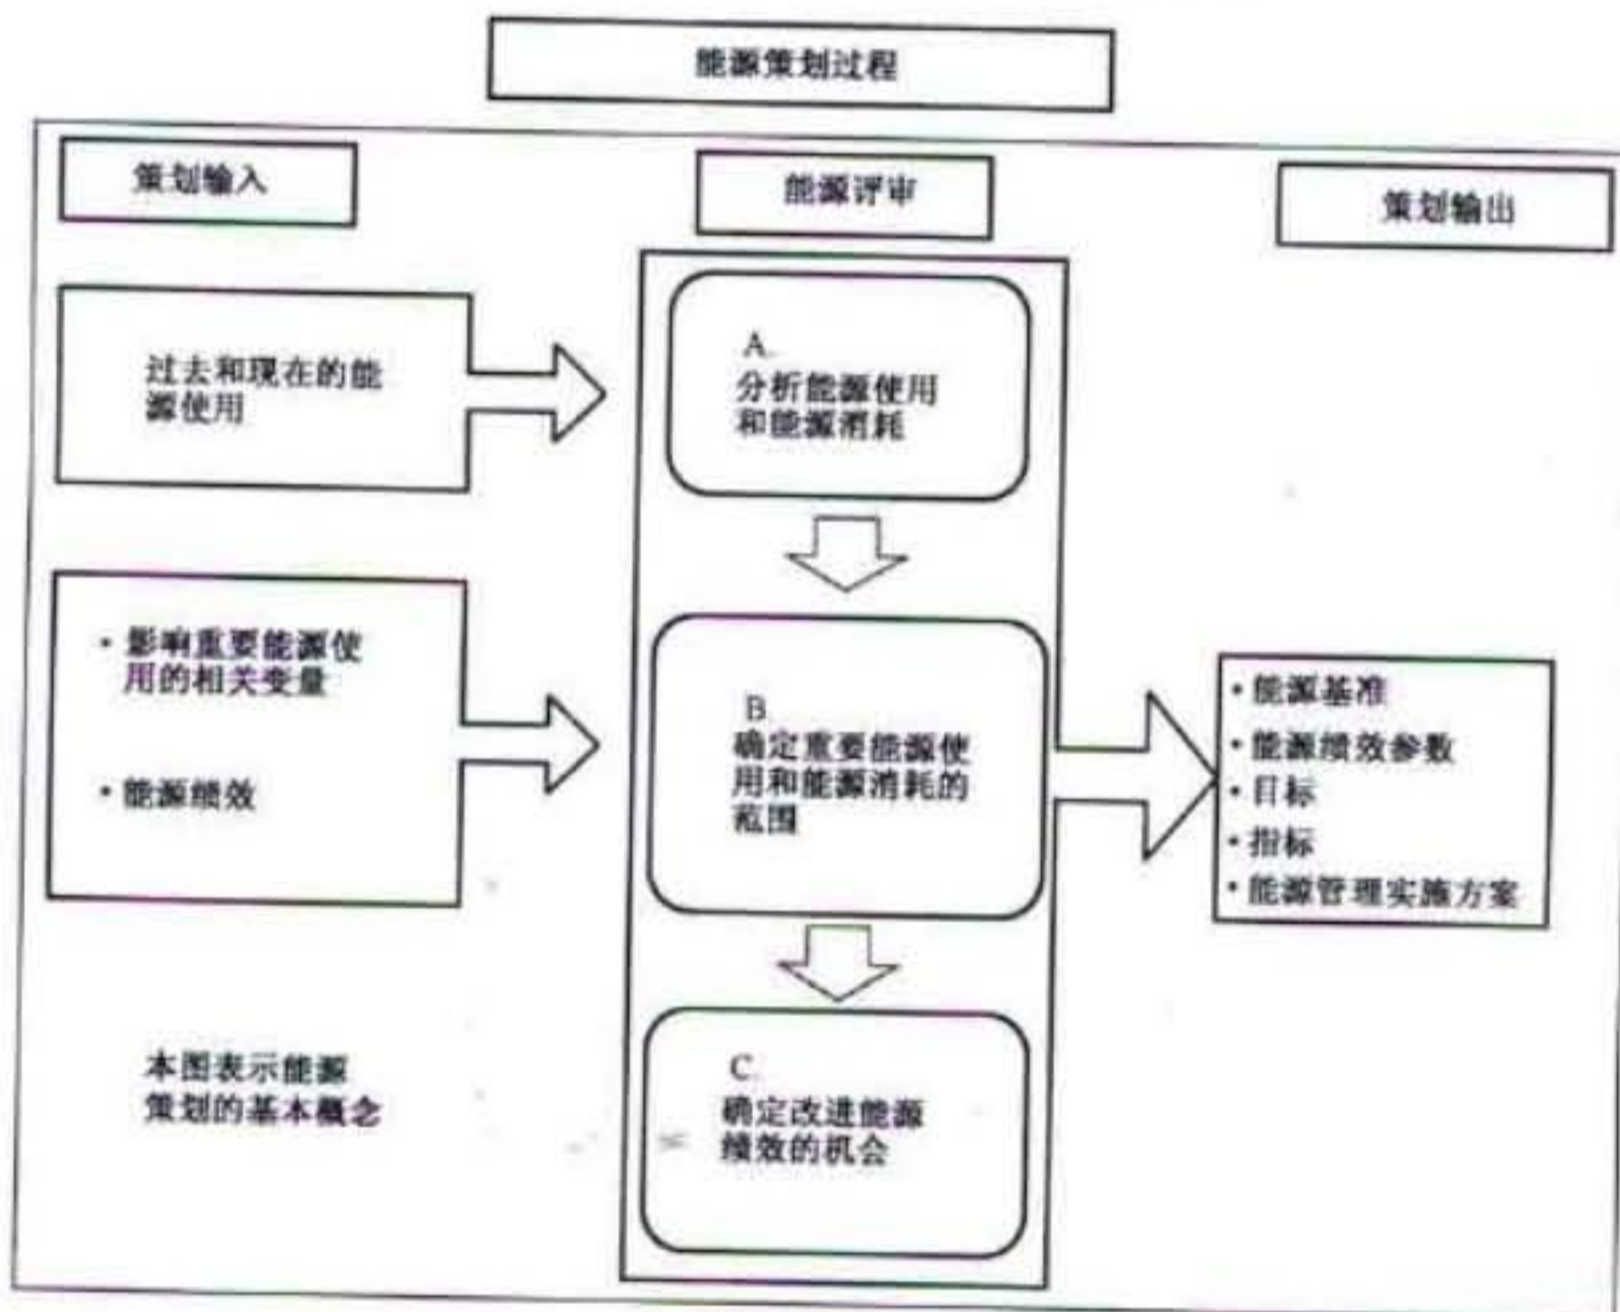 能源策划过程
策划输入
能源评审
策划输出
过去和现在的能
源使用
A.
分析能源使用
和能源消耗
• 影响重要能源使
用的相关变量
• 能源绩效
B.
确定重要能源使
用和能源消耗的
范围
• 能源基准
• 能源绩效参数
• 目标
• 指标
• 能源管理实施方案
本图表示能源
策划的基本概念
C.
确定改进能源
绩效的机会